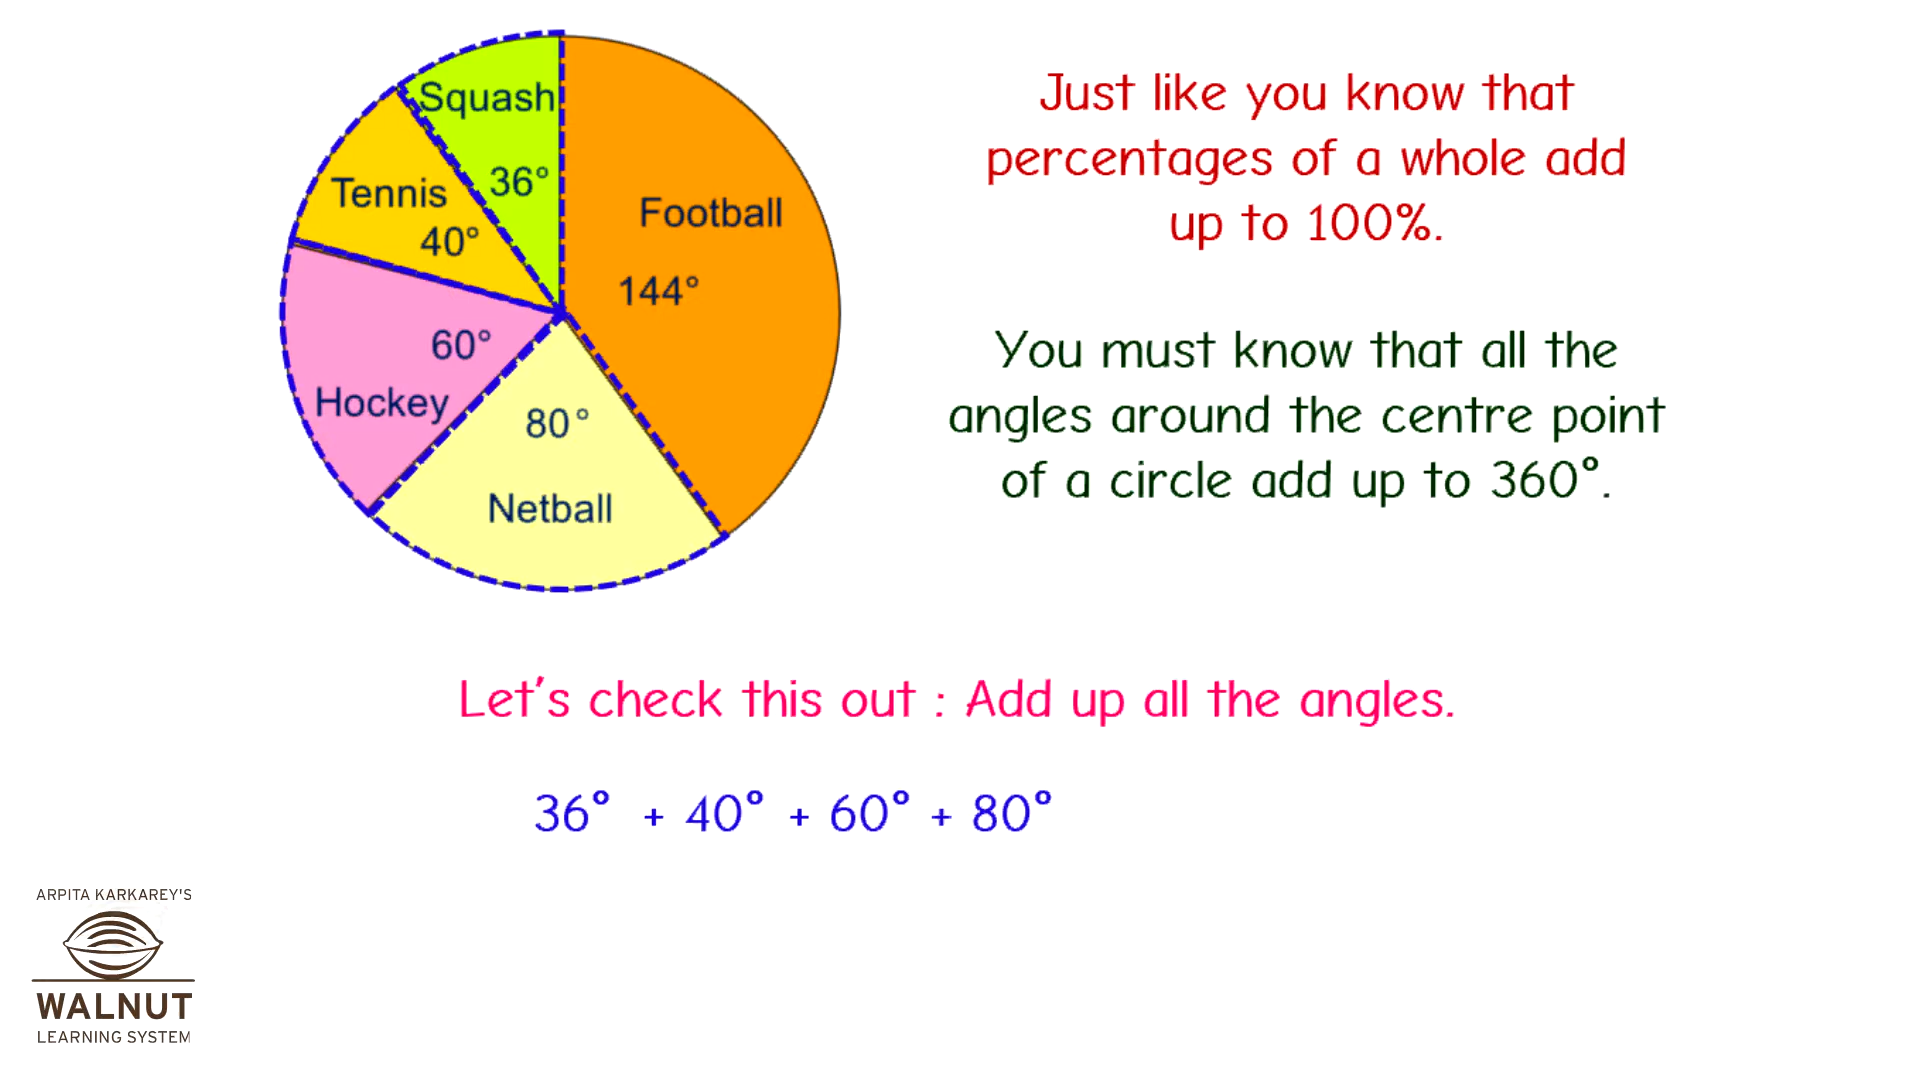 Squash
36°
Tennis
40°
Football
144°
60°
Hockey
80°
Netball
Just like you know that
percentages of a whole add
up to 100%.
You must know that all the
angles around the centre point
of a circle add up to 360°.
Let's check this out : Add up all the angles.
36° + 40° + 60° + 80°
ARPITA KARKAREY'S
WALNUT
LEARNING SYSTEM